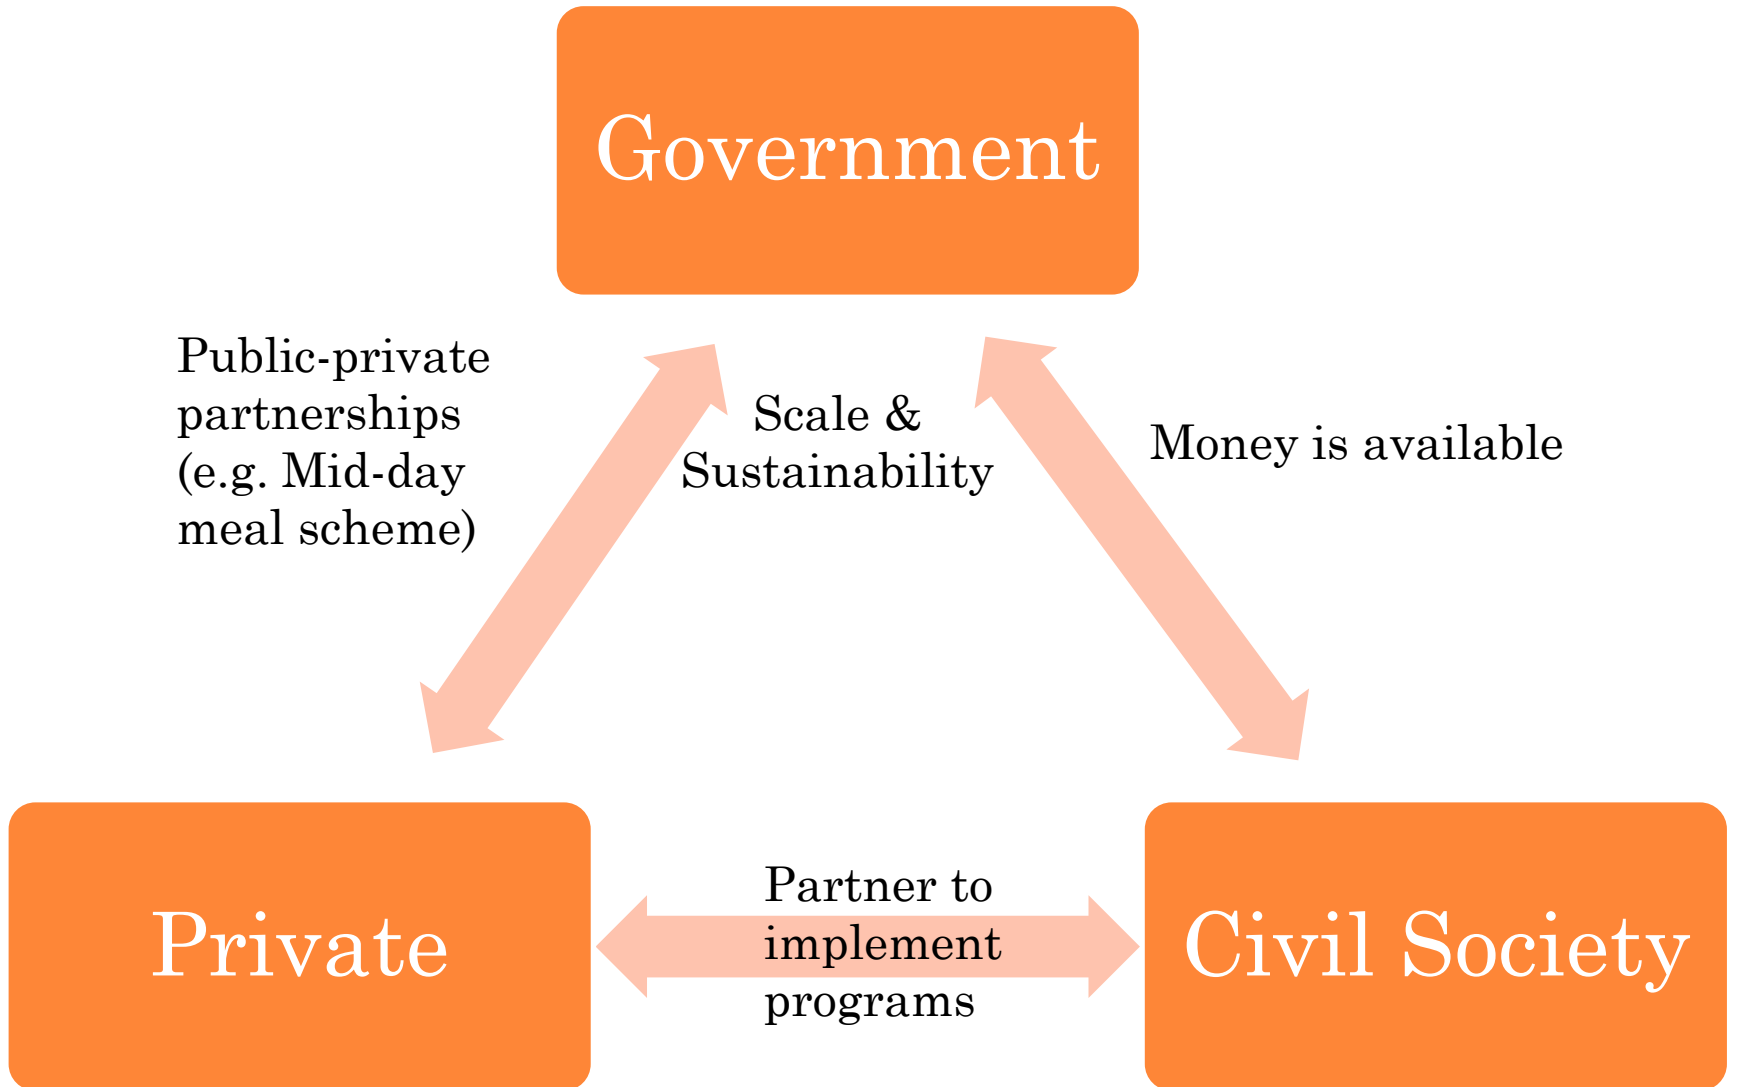 Government
Public-private
partnerships
(e.g. Mid-day
meal scheme)
Scale &
Sustainability
Money is available
Private
Partner to
implement
programs
Civil Society